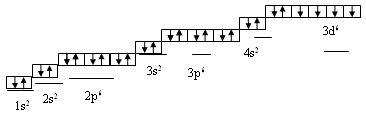 1s² 2s² 2p⁶ 3s² 3p⁶ 4s² 3d⁶